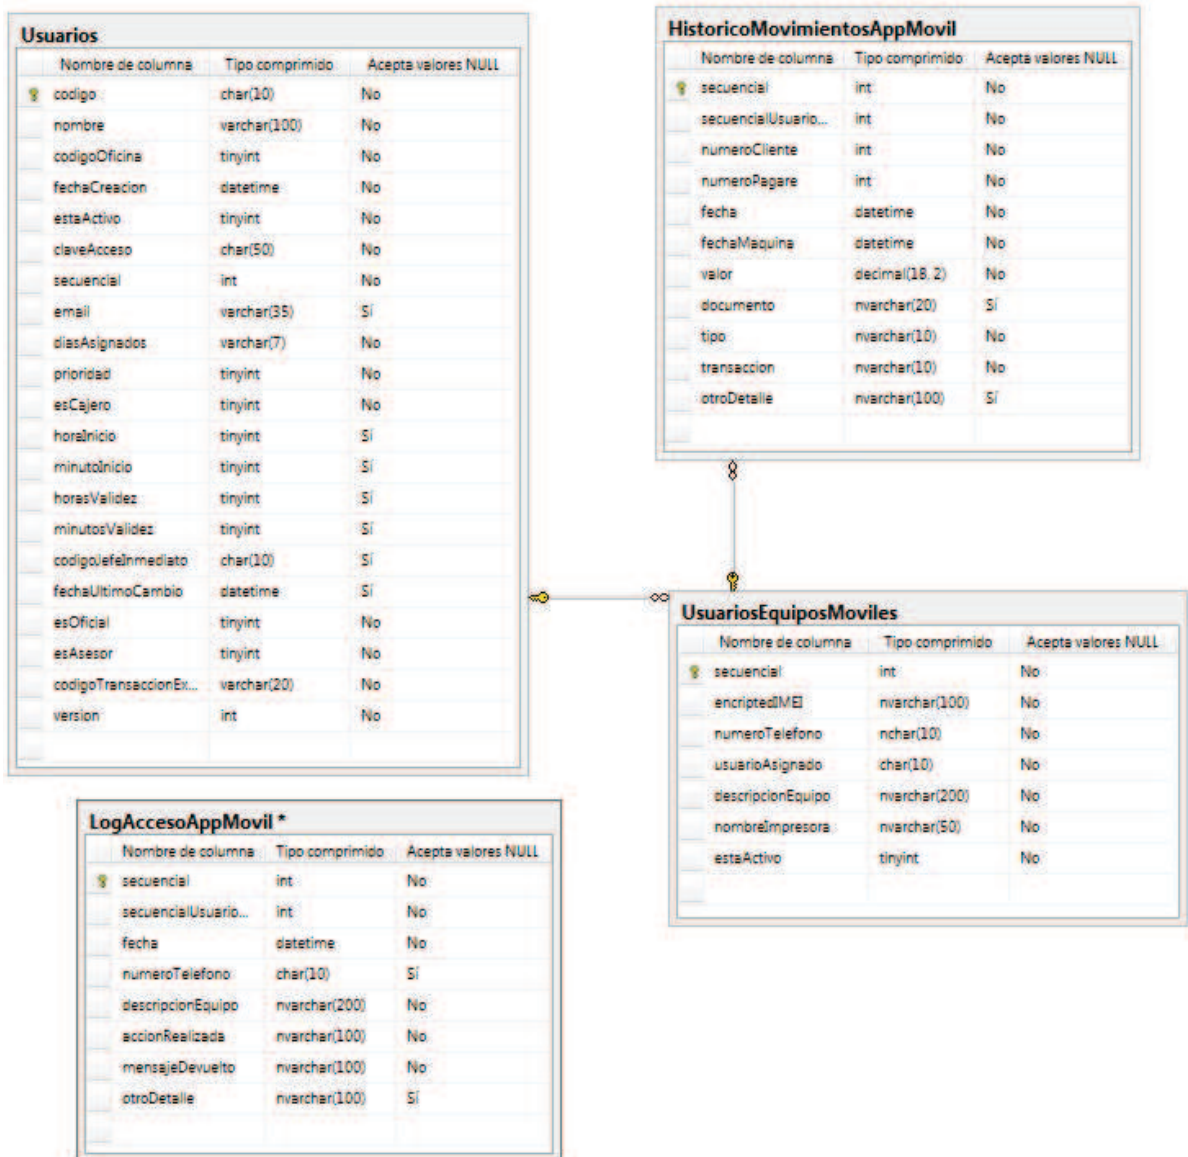 Usuarios
Nombre de columna Tipo comprimido Acepta valores NULL
codigo char(10) No
nombre varchar(100) No
codigoOficina tinyint No
fechaCreacion datetime No
estaActivo tinyint No
claveAcceso char(50) No
secuencial int No
email varchar(35) Sí
diasAsignados varchar(7) No
prioridad tinyint No
esCajero tinyint No
horaInicio tinyint Sí
minutoInicio tinyint Sí
horasValidez tinyint Sí
minutosValidez tinyint Sí
codigoJefeInmediato char(10) Sí
fechaUltimoCambio datetime Sí
esOficial tinyint No
esAsesor tinyint No
codigoTransaccionEx... varchar(20) No
version int No
HistoricoMovimientosAppMovil
Nombre de columna Tipo comprimido Acepta valores NULL
secuencial int No
secuencialUsuario... int No
numeroCliente int No
numeroPagare int No
fecha datetime No
fechaMaquina datetime No
valor decimal(18, 2) No
documento nvarchar(20) Sí
tipo nvarchar(10) No
transaccion nvarchar(10) No
otroDetalle nvarchar(100) Sí
UsuariosEquiposMoviles
Nombre de columna Tipo comprimido Acepta valores NULL
secuencial int No
encriptedIMEI nvarchar(100) No
numeroTelefono nchar(10) No
usuarioAsignado char(10) No
descripcionEquipo nvarchar(200) No
nombreImpresora nvarchar(50) No
estaActivo tinyint No
LogAccesoAppMovil *
Nombre de columna Tipo comprimido Acepta valores NULL
secuencial int No
secuencialUsuario... int No
fecha datetime No
numeroTelefono char(10) Sí
descripcionEquipo nvarchar(200) No
accionRealizada nvarchar(100) No
mensajeDevuelto nvarchar(100) No
otroDetalle nvarchar(100) Sí